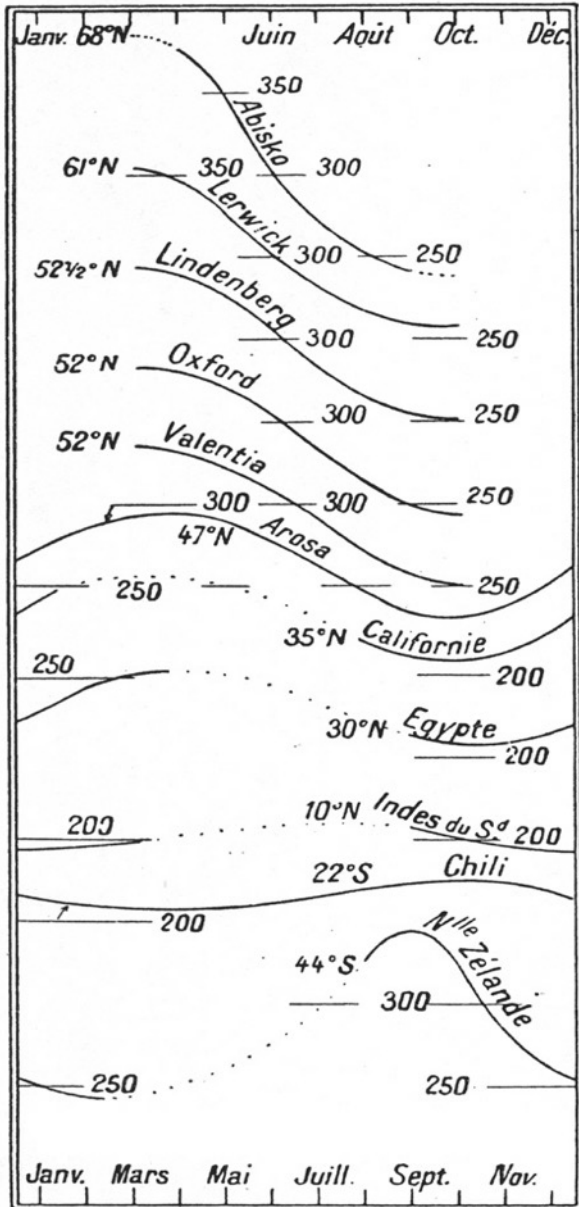 Janv. 68°N Juin Août Oct. Déc.
350
Abisko
61°N 350 300
Lerwick
300 250
52½° N Lindenberg
300 250
52°N Oxford
300 250
52°N Valentia
250
300 300
47°N Arosa
250 250
35°N Californie
250 200
30°N Egypte
200
10°N Indes du Sd
200 200
22°S Chili
200
44°S Nlle Zélande
300
250 250
Janv. Mars Mai Juill. Sept. Nov.